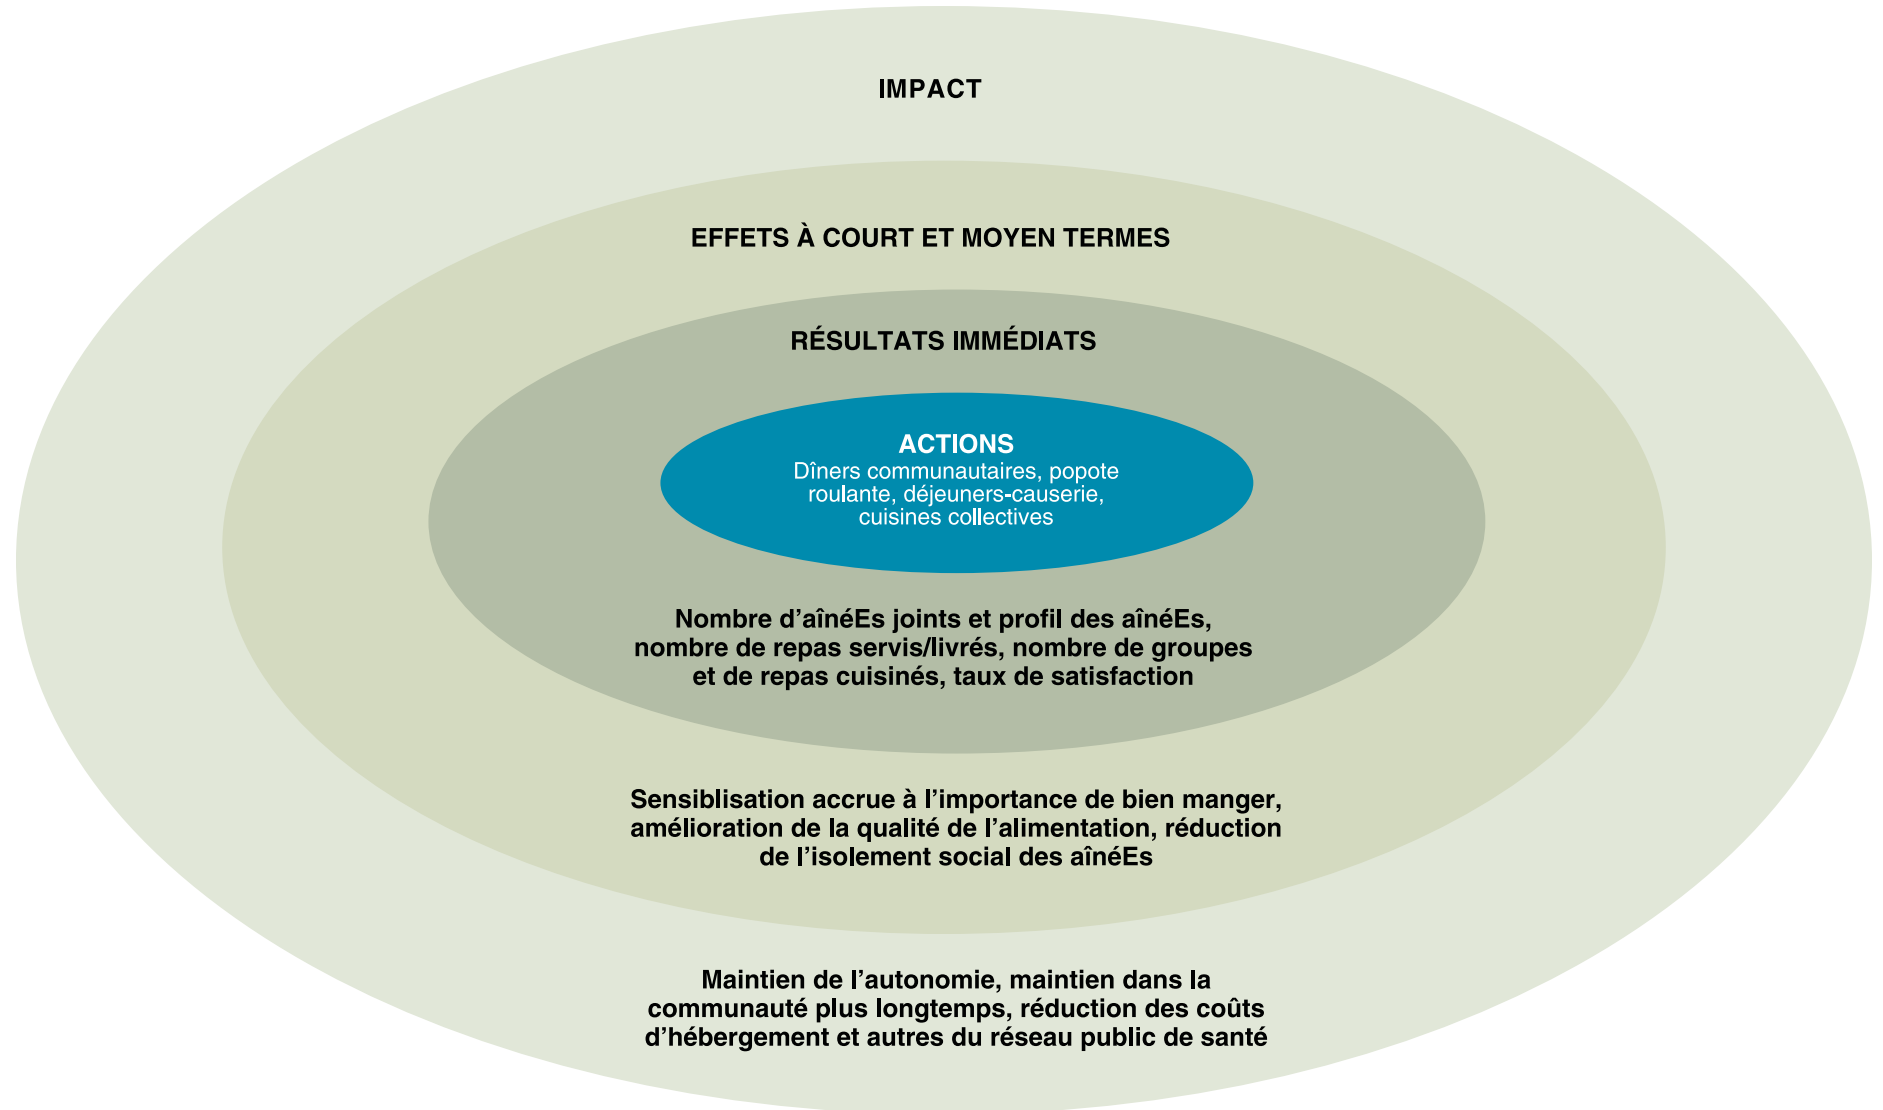 IMPACT
EFFETS À COURT ET MOYEN TERMES
RÉSULTATS IMMÉDIATS
ACTIONS
Dîners communautaires, popote
roulante, déjeuners-causerie,
cuisines collectives
Nombre d’aînéEs joints et profil des aînéEs,
nombre de repas servis/livrés, nombre de groupes
et de repas cuisinés, taux de satisfaction
Sensiblisation accrue à l’importance de bien manger,
amélioration de la qualité de l’alimentation, réduction
de l’isolement social des aînéEs
Maintien de l’autonomie, maintien dans la
communauté plus longtemps, réduction des coûts
d’hébergement et autres du réseau public de santé